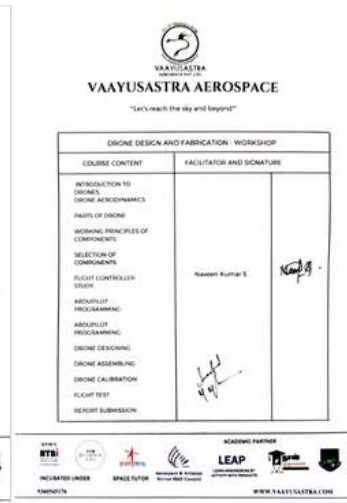 VAAYUSASTRA
AEROSPACE PVT LTD
VAAYUSASTRA AEROSPACE
"Let's reach the sky and beyond"
DRONE DESIGN AND FABRICATION - WORKSHOP
COURSE CONTENT
FACILITATOR AND SIGNATURE
INTRODUCTION TO
DRONES,
DRONE AERODYNAMICS
PARTS OF DRONE
WORKING PRINCIPLES OF
COMPONENTS
SELECTION OF
COMPONENTS
FLIGHT CONTROLLER
STUDY
ARDUPILOT
PROGRAMMING
ARDUPILOT
PROGRAMMING
DRONE DESIGNING
DRONE ASSEMBLING
DRONE CALIBRATION
FLIGHT TEST
REPORT SUBMISSION
Naveen Kumar S
ACADEMIC PARTNER
RTBi
LEAP
INCUBATED UNDER
SPACE TUTOR
WWW.VAAYUSASTRA.COM